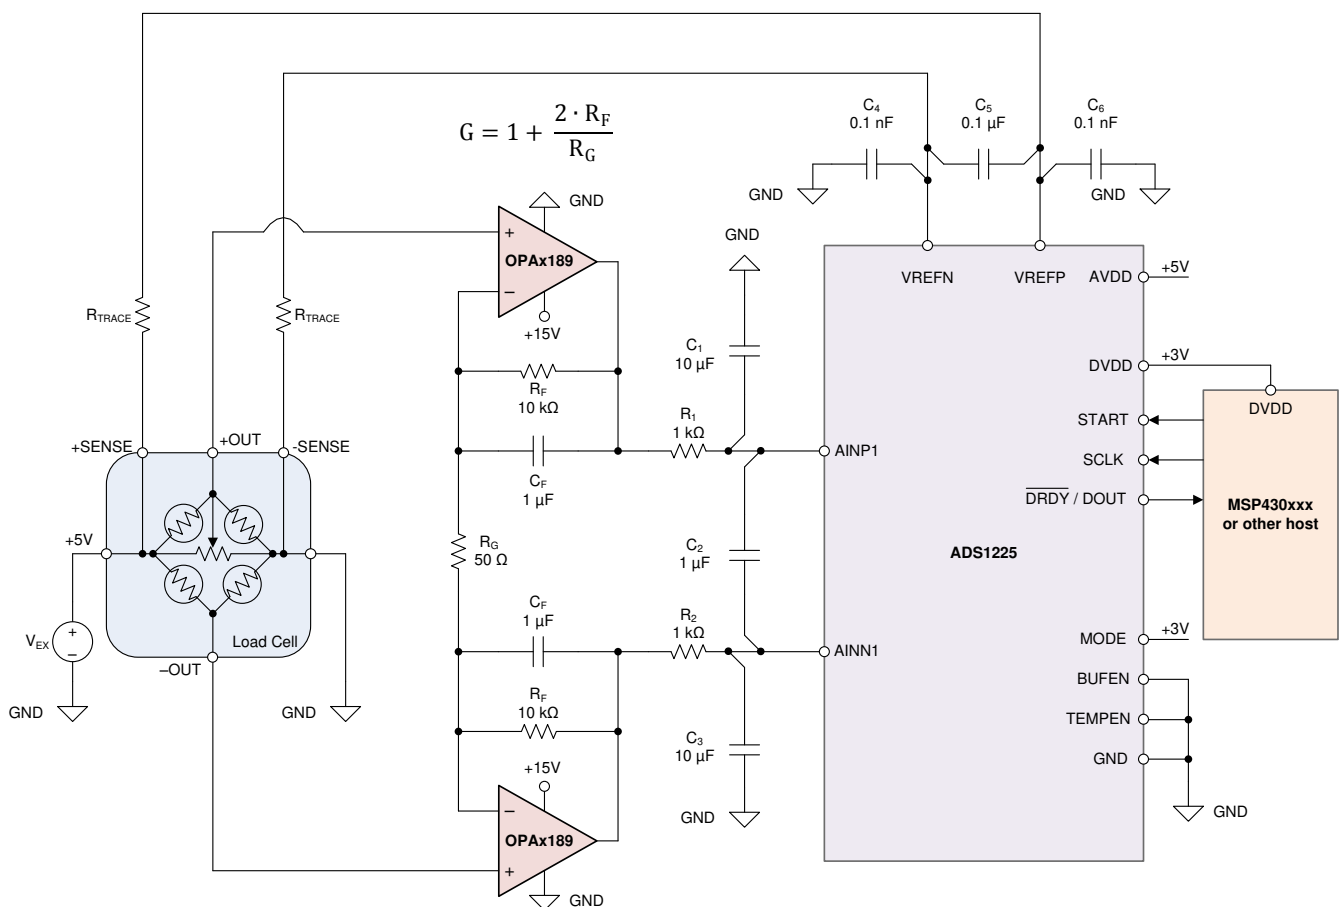 C4
0.1 nF
C5
0.1 µF
C6
0.1 nF
G = 1 + 2 · RF / RG
GND
GND
GND
GND
OPAx189
+
−
+15V
VREFN
VREFP
AVDD
+5V
RTRACE
RTRACE
C1
10 µF
DVDD
+3V
RF
10 kΩ
DVDD
START
R1
1 kΩ
+SENSE
+OUT
-SENSE
AINP1
SCLK
CF
1 µF
DRDY / DOUT
MSP430xxx
or other host
+5V
RG
50 Ω
C2
1 µF
ADS1225
CF
1 µF
R2
1 kΩ
VEX
+
−
Load Cell
−OUT
AINN1
MODE
+3V
BUFEN
RF
10 kΩ
GND
GND
TEMPEN
C3
10 µF
GND
+15V
GND
GND
−
OPAx189
+
GND